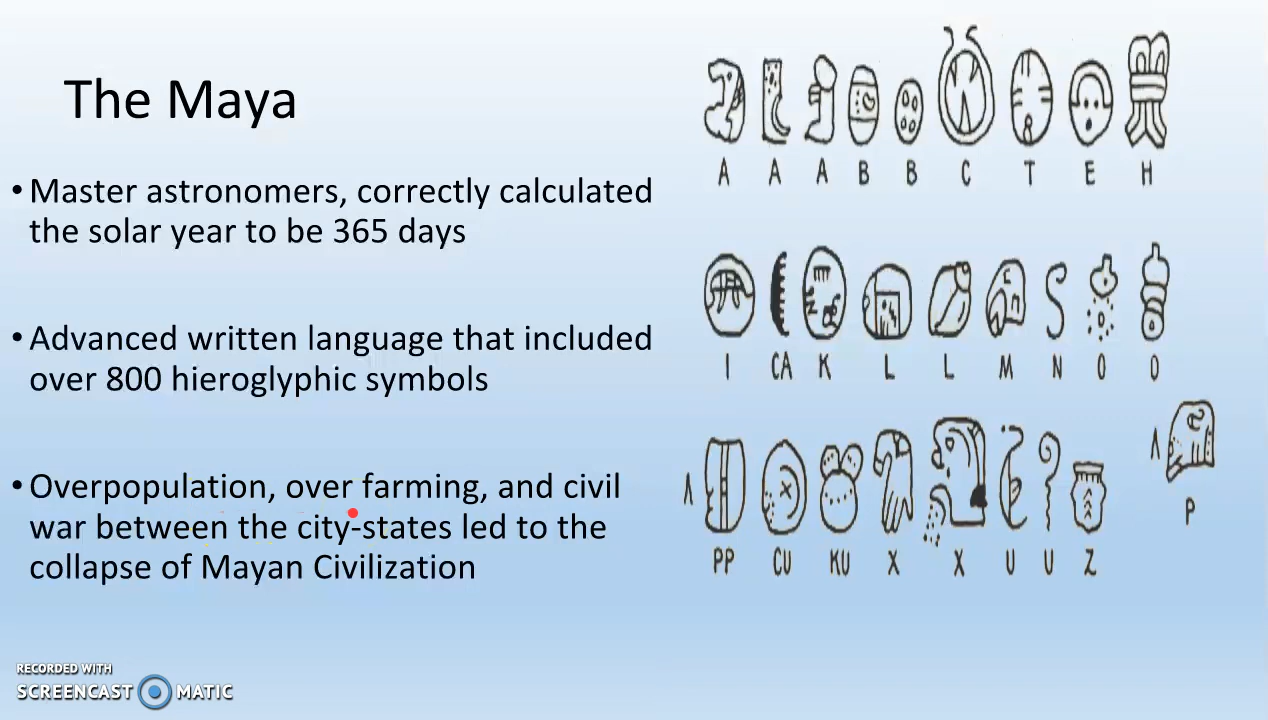 The Maya
• Master astronomers, correctly calculated
the solar year to be 365 days
• Advanced written language that included
over 800 hieroglyphic symbols
• Overpopulation, over farming, and civil
war between the city-states led to the
collapse of Mayan Civilization
A A A B B C T E H
I CA K L L M N O O
P
PP CU KU X X U U Z
RECORDED WITH
SCREENCAST MATIC